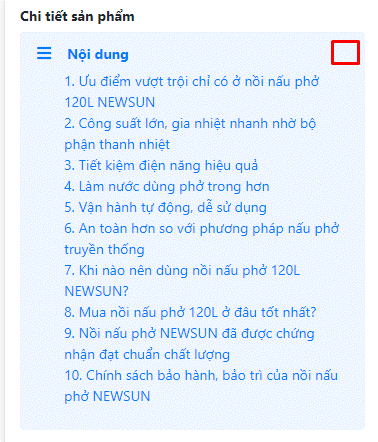 Chi tiết sản phẩm
Nội dung
1. Ưu điểm vượt trội chỉ có ở nồi nấu phở
120L NEWSUN
2. Công suất lớn, gia nhiệt nhanh nhờ bộ
phận thanh nhiệt
3. Tiết kiệm điện năng hiệu quả
4. Làm nước dùng phở trong hơn
5. Vận hành tự động, dễ sử dụng
6. An toàn hơn so với phương pháp nấu phở
truyền thống
7. Khi nào nên dùng nồi nấu phở 120L
NEWSUN?
8. Mua nồi nấu phở 120L ở đâu tốt nhất?
9. Nồi nấu phở NEWSUN đã được chứng
nhận đạt chuẩn chất lượng
10. Chính sách bảo hành, bảo trì của nồi nấu
phở NEWSUN